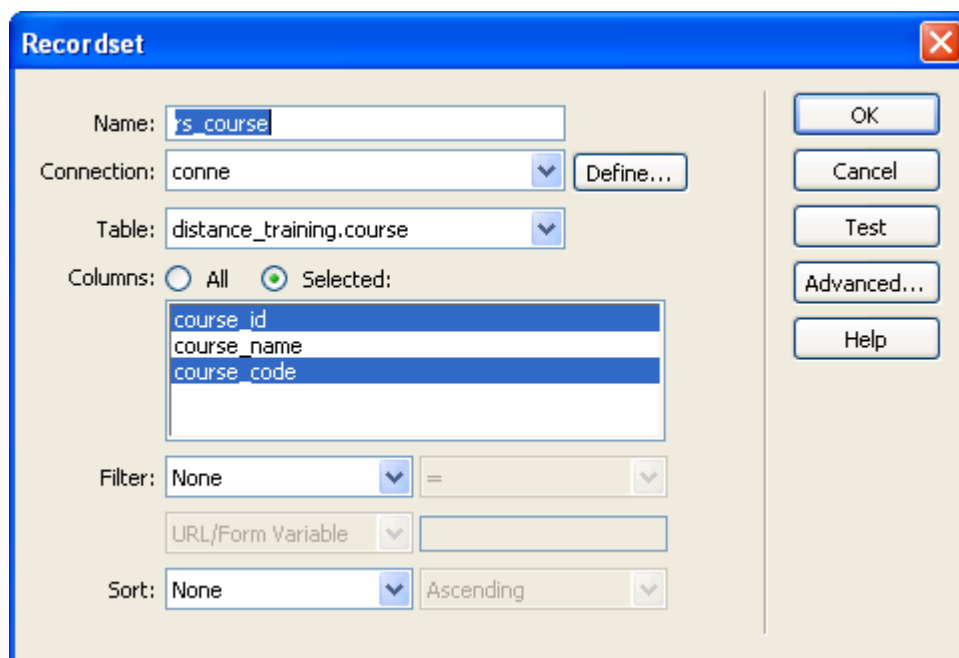 Recordset
Name: rs_course
OK
Connection: conne Define...
Cancel
Table: distance_training.course
Test
Columns: All Selected:
Advanced...
course_id
course_name
course_code
Help
Filter: None =
URL/Form Variable
Sort: None Ascending